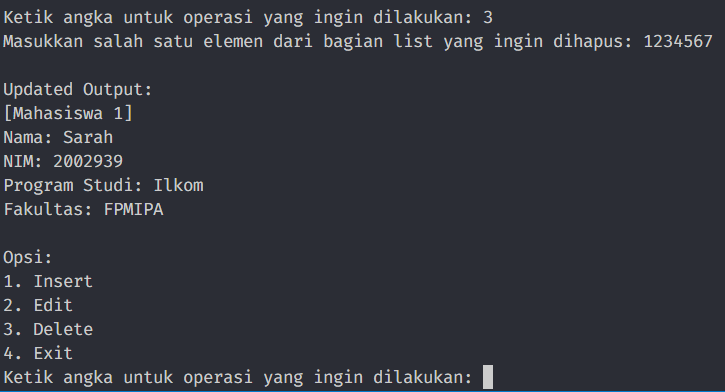 Ketik angka untuk operasi yang ingin dilakukan: 3
Masukkan salah satu elemen dari bagian list yang ingin dihapus: 1234567
Updated Output:
[Mahasiswa 1]
Nama: Sarah
NIM: 2002939
Program Studi: Ilkom
Fakultas: FPMIPA
Opsi:
1. Insert
2. Edit
3. Delete
4. Exit
Ketik angka untuk operasi yang ingin dilakukan: